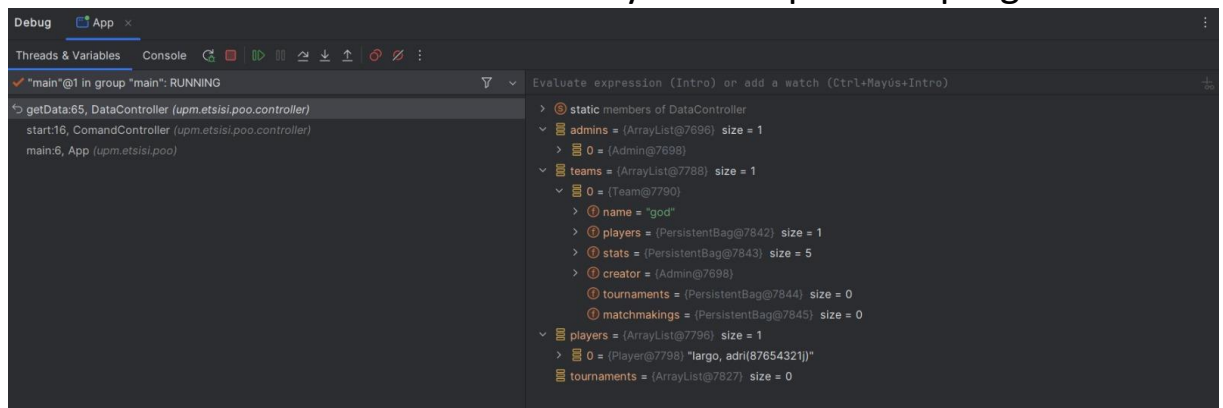 Debug App
Threads & Variables Console
"main"@1 in group "main": RUNNING
Evaluate expression (Intro) or add a watch (Ctrl+Mayús+Intro)
getData:65, DataController (upm.etsisi.poo.controller)
start:16, ComandController (upm.etsisi.poo.controller)
main:6, App (upm.etsisi.poo)
static members of DataController
admins = {ArrayList@7696} size = 1
0 = {Admin@7698}
teams = {ArrayList@7788} size = 1
0 = {Team@7790}
name = "god"
players = {PersistentBag@7842} size = 1
stats = {PersistentBag@7843} size = 5
creator = {Admin@7698}
tournaments = {PersistentBag@7844} size = 0
matchmakings = {PersistentBag@7845} size = 0
players = {ArrayList@7796} size = 1
0 = {Player@7798} "largo, adri(87654321j)"
tournaments = {ArrayList@7827} size = 0